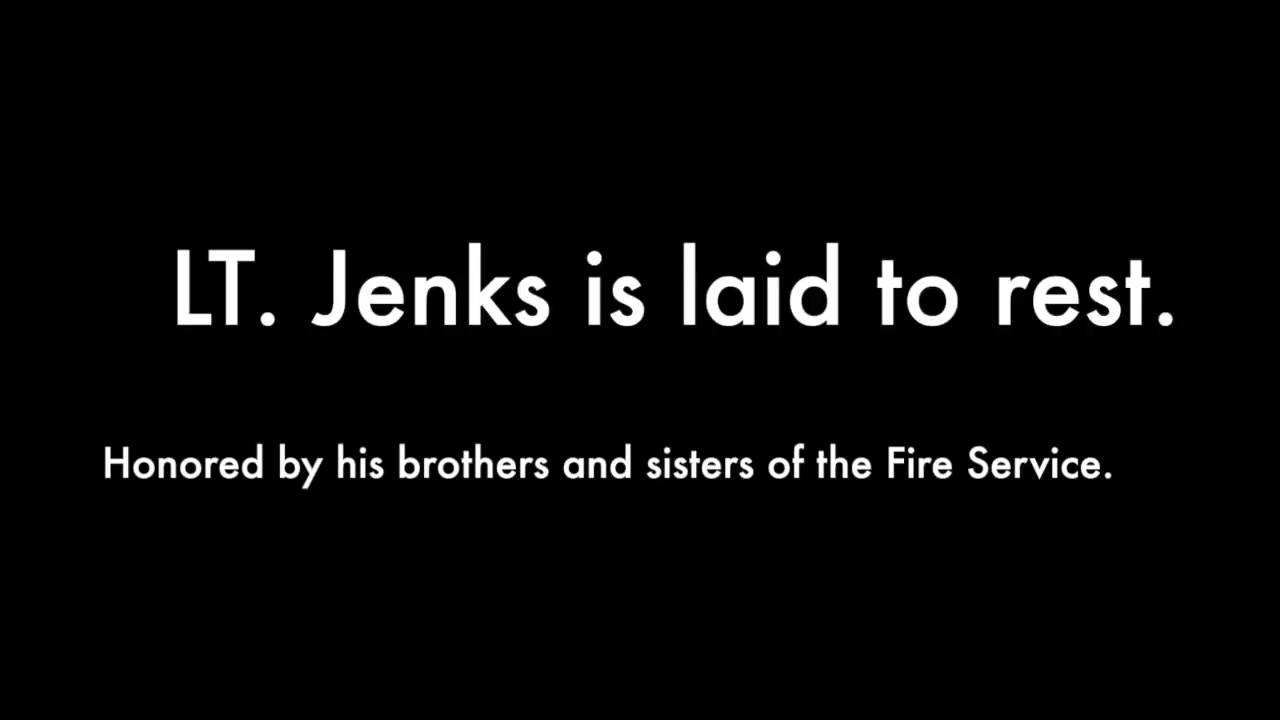 LT. Jenks is laid to rest.
Honored by his brothers and sisters of the Fire Service.